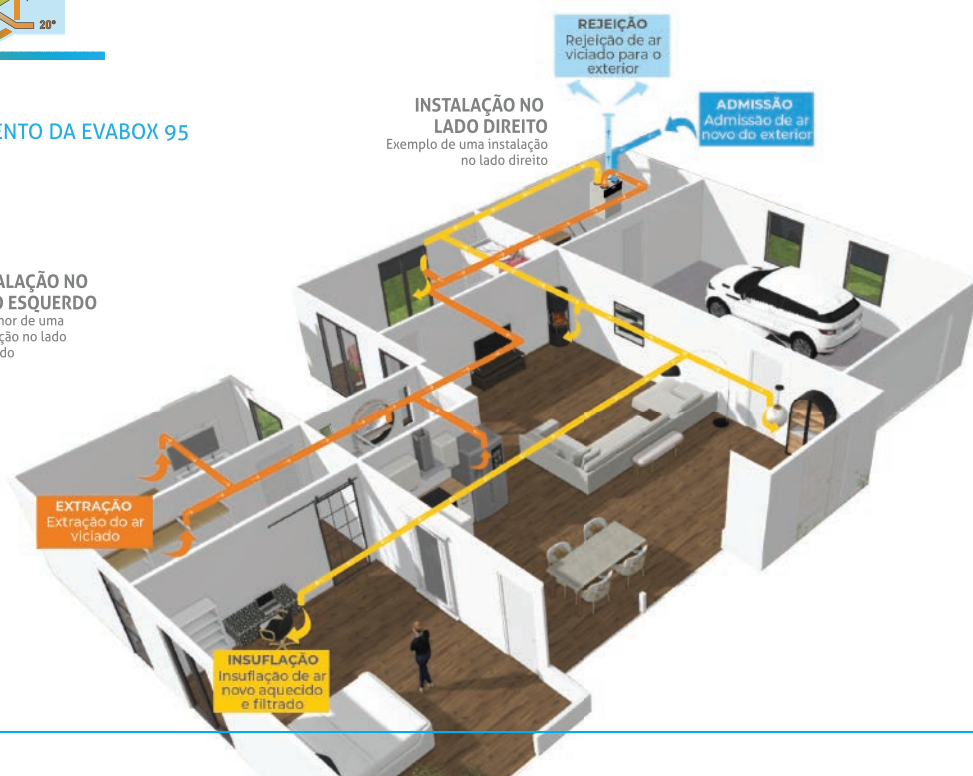 20°
ENTO DA EVABOX 95
REJEIÇÃO
Rejeição de ar
viciado para o
exterior
INSTALAÇÃO NO
LADO DIREITO
Exemplo de uma instalação
no lado direito
ADMISSÃO
Admissão de ar
novo do exterior
ALAÇÃO NO
O ESQUERDO
nor de uma
ção no lado
do
EXTRAÇÃO
Extração do ar
viciado
INSUFLAÇÃO
Insuflação de ar
novo aquecido
e filtrado